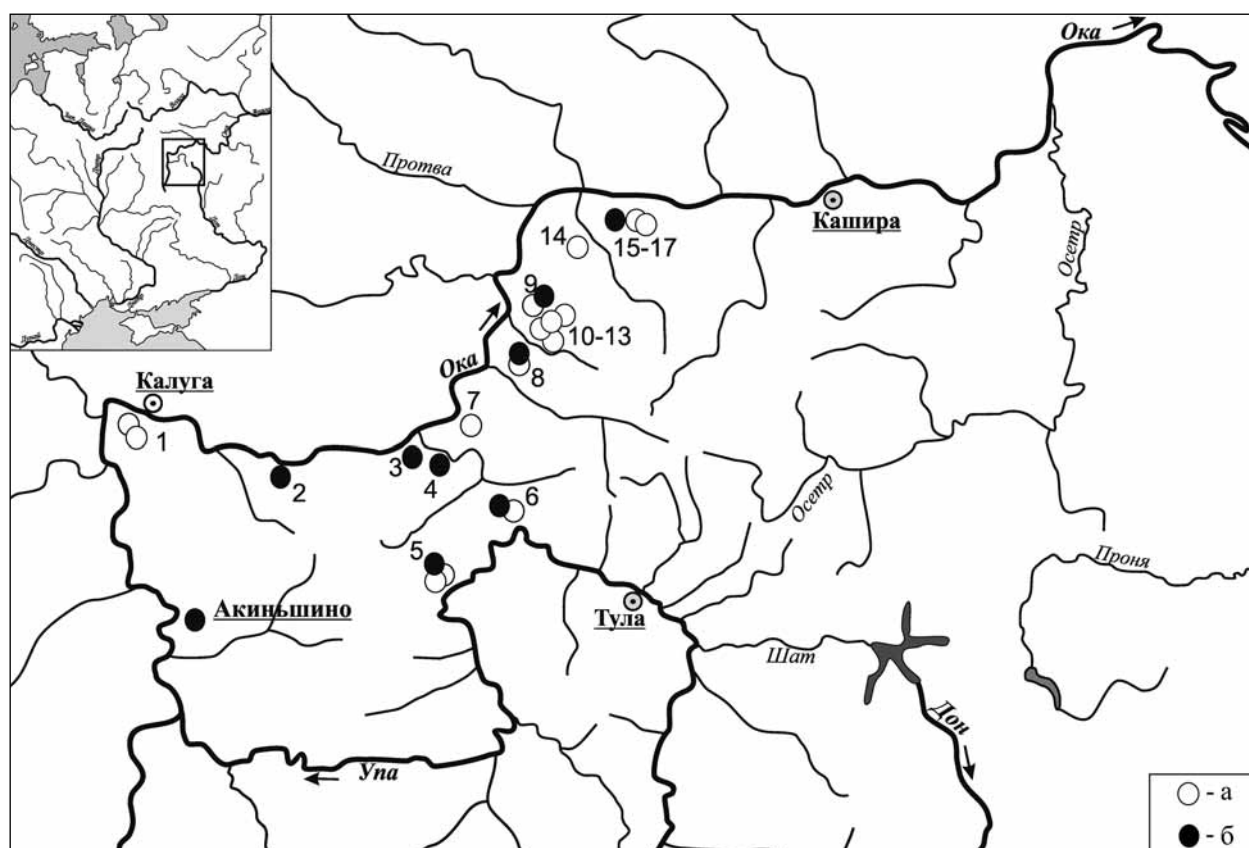 Ока
Протва
Кашира
14
15-17
Осетр
9
10-13
Ока
8
Калуга
7
1
3
4
2
6
Осетр
5
Проня
Акиньшино
Тула
Шат
Дон
Упа
- а
- б